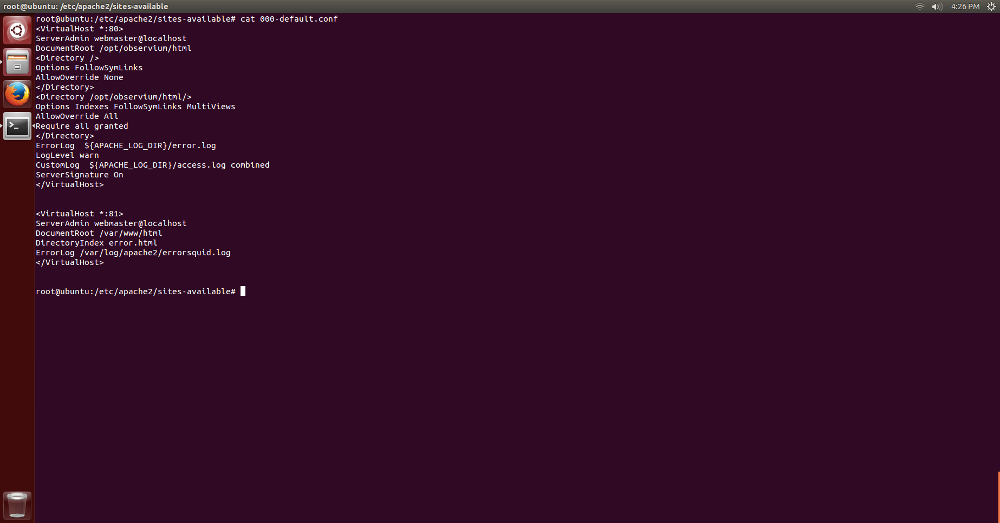 root@ubuntu: /etc/apache2/sites-available
4:26 PM
root@ubuntu:/etc/apache2/sites-available# cat 000-default.conf
<VirtualHost *:80>
ServerAdmin webmaster@localhost
DocumentRoot /opt/observium/html
<Directory />
Options FollowSymLinks
AllowOverride None
</Directory>
<Directory /opt/observium/html/>
Options Indexes FollowSymLinks MultiViews
AllowOverride All
Require all granted
</Directory>
ErrorLog  ${APACHE_LOG_DIR}/error.log
LogLevel warn
CustomLog  ${APACHE_LOG_DIR}/access.log combined
ServerSignature On
</VirtualHost>
<VirtualHost *:81>
ServerAdmin webmaster@localhost
DocumentRoot /var/www/html
DirectoryIndex error.html
ErrorLog /var/log/apache2/errorsquid.log
</VirtualHost>
root@ubuntu:/etc/apache2/sites-available#